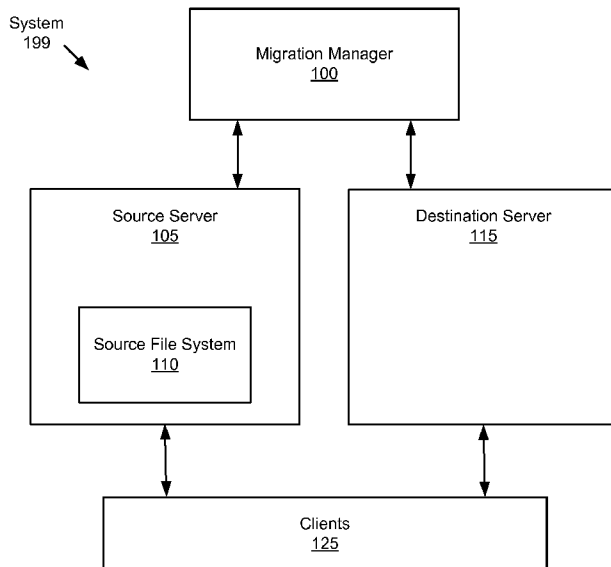 System
199
Migration Manager
100
Source Server
105
Destination Server
115
Source File System
110
Clients
125